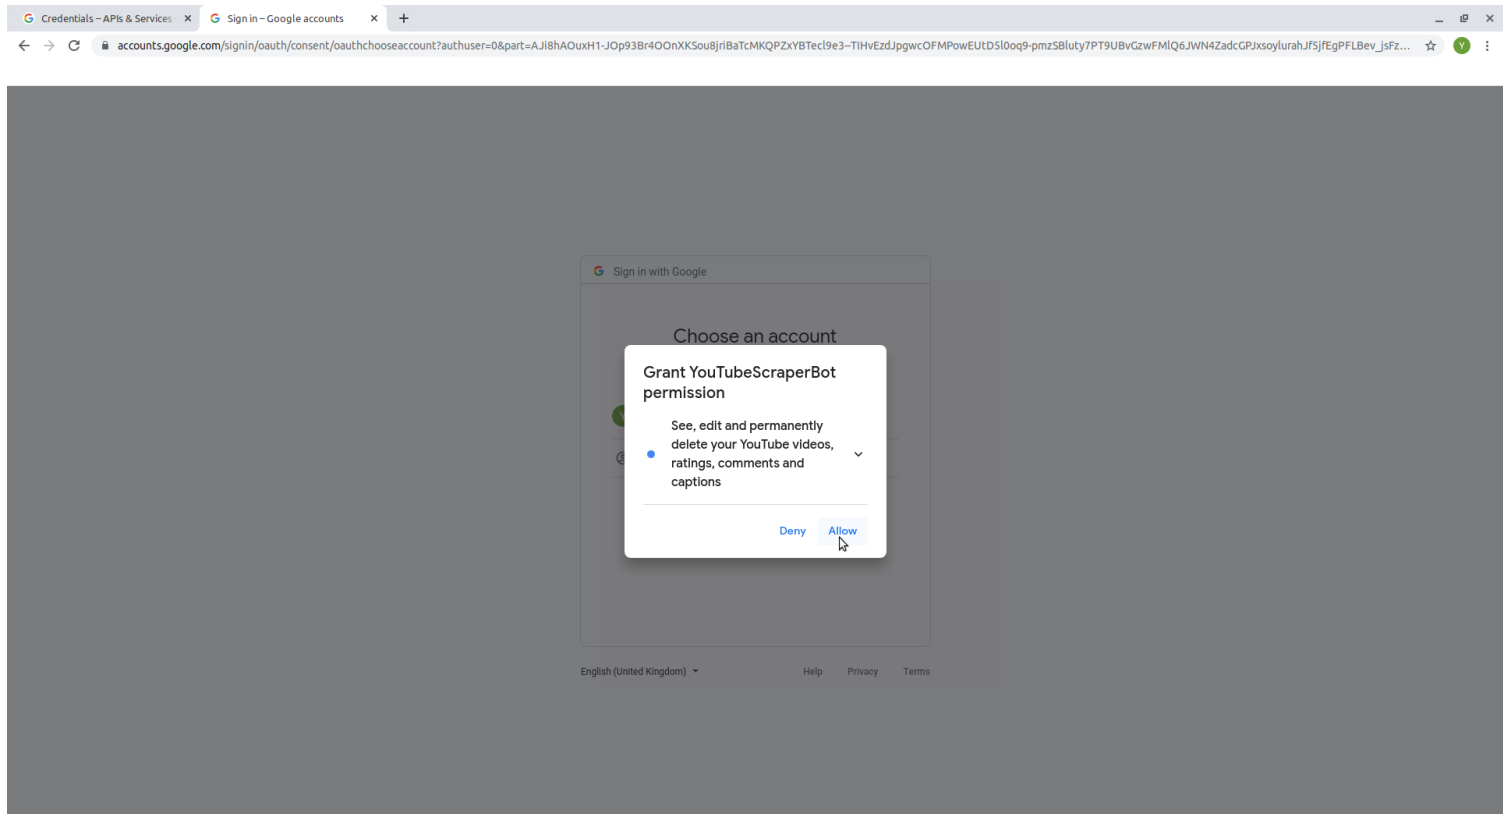 Credentials – APIs & Services
Sign in – Google accounts
accounts.google.com/signin/oauth/consent/oauthchooseaccount?authuser=0&part=AJi8hAOuxH1-JOp93Br4OOnXKSou8jriBaTcMKQPZxYBTecl9e3--TIHvEzdJpgwcOFMPowEUtD5l0oq9-pmzSBluty7PT9UBvGzwFMlQ6JWN4ZadcGPJxsoylurahJf5jfEgPFLBev_jsFz...
Y
Sign in with Google
Choose an account
Grant YouTubeScraperBot
permission
See, edit and permanently
delete your YouTube videos,
ratings, comments and
captions
Deny Allow
English (United Kingdom) Help Privacy Terms